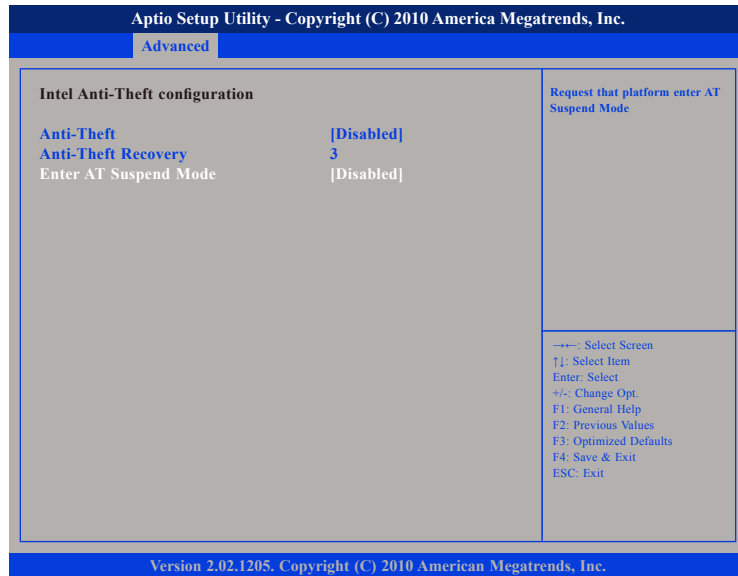 Aptio Setup Utility - Copyright (C) 2010 America Megatrends, Inc.
Advanced
Intel Anti-Theft configuration
Anti-Theft [Disabled]
Anti-Theft Recovery 3
Enter AT Suspend Mode [Disabled]
Request that platform enter AT
Suspend Mode
→←: Select Screen
↑↓: Select Item
Enter: Select
+/-: Change Opt.
F1: General Help
F2: Previous Values
F3: Optimized Defaults
F4: Save & Exit
ESC: Exit
Version 2.02.1205. Copyright (C) 2010 American Megatrends, Inc.